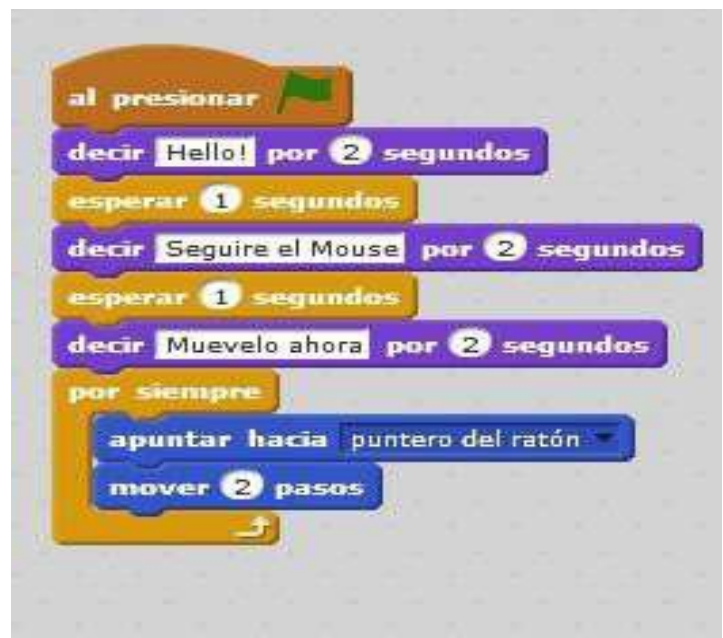 al presionar
decir Hello! por 2 segundos
esperar 1 segundos
decir Seguire el Mouse por 2 segundos
esperar 1 segundos
decir Muevelo ahora por 2 segundos
por siempre
apuntar hacia puntero del ratón
mover 2 pasos